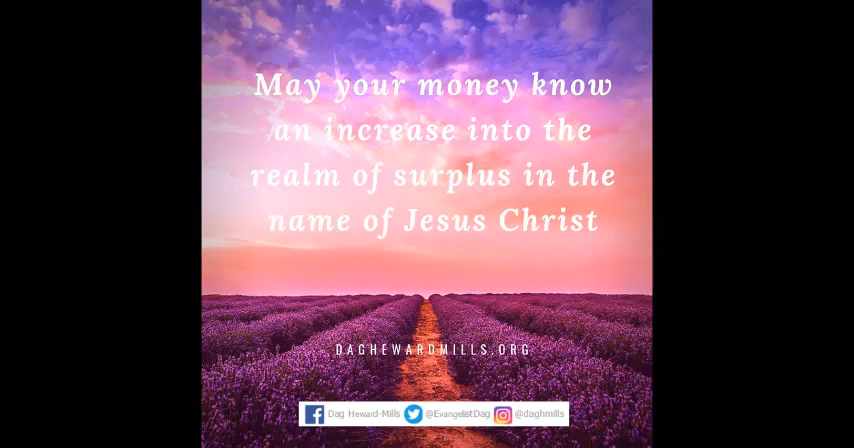 May your money know
an increase into the
realm of surplus in the
name of Jesus Christ
DAGHEWARDMILLS.ORG
Dag Heward-Mills @EvangelistDag @daghmills